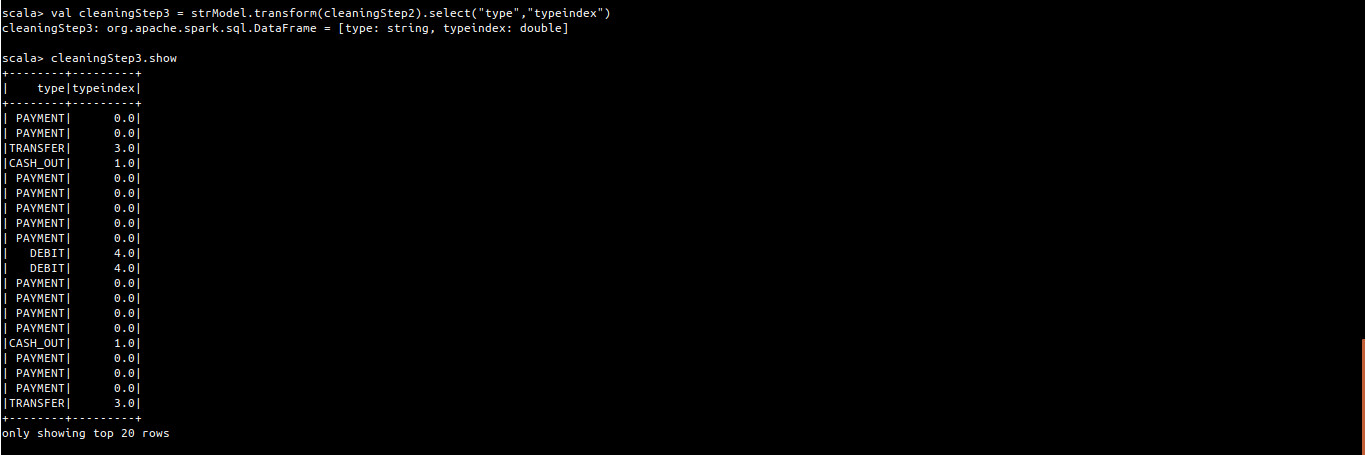 scala> val cleaningStep3 = strModel.transform(cleaningStep2).select("type","typeindex")
cleaningStep3: org.apache.spark.sql.DataFrame = [type: string, typeindex: double]
scala> cleaningStep3.show
+--------+---------+
|    type|typeindex|
+--------+---------+
| PAYMENT|      0.0|
| PAYMENT|      0.0|
|TRANSFER|      3.0|
|CASH_OUT|      1.0|
| PAYMENT|      0.0|
| PAYMENT|      0.0|
| PAYMENT|      0.0|
| PAYMENT|      0.0|
| PAYMENT|      0.0|
|   DEBIT|      4.0|
|   DEBIT|      4.0|
| PAYMENT|      0.0|
| PAYMENT|      0.0|
| PAYMENT|      0.0|
| PAYMENT|      0.0|
|CASH_OUT|      1.0|
| PAYMENT|      0.0|
| PAYMENT|      0.0|
| PAYMENT|      0.0|
|TRANSFER|      3.0|
+--------+---------+
only showing top 20 rows